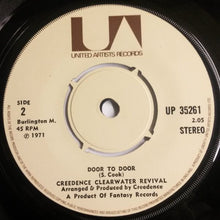 UA
UNITED ARTISTS RECORDS
SIDE
2
Burlington M.
45 RPM
℗ 1971
UP 35261
2.05
STEREO
DOOR TO DOOR
(S. Cook)
CREEDENCE CLEARWATER REVIVAL
Arranged & Produced by Creedence
A Product Of Fantasy Records